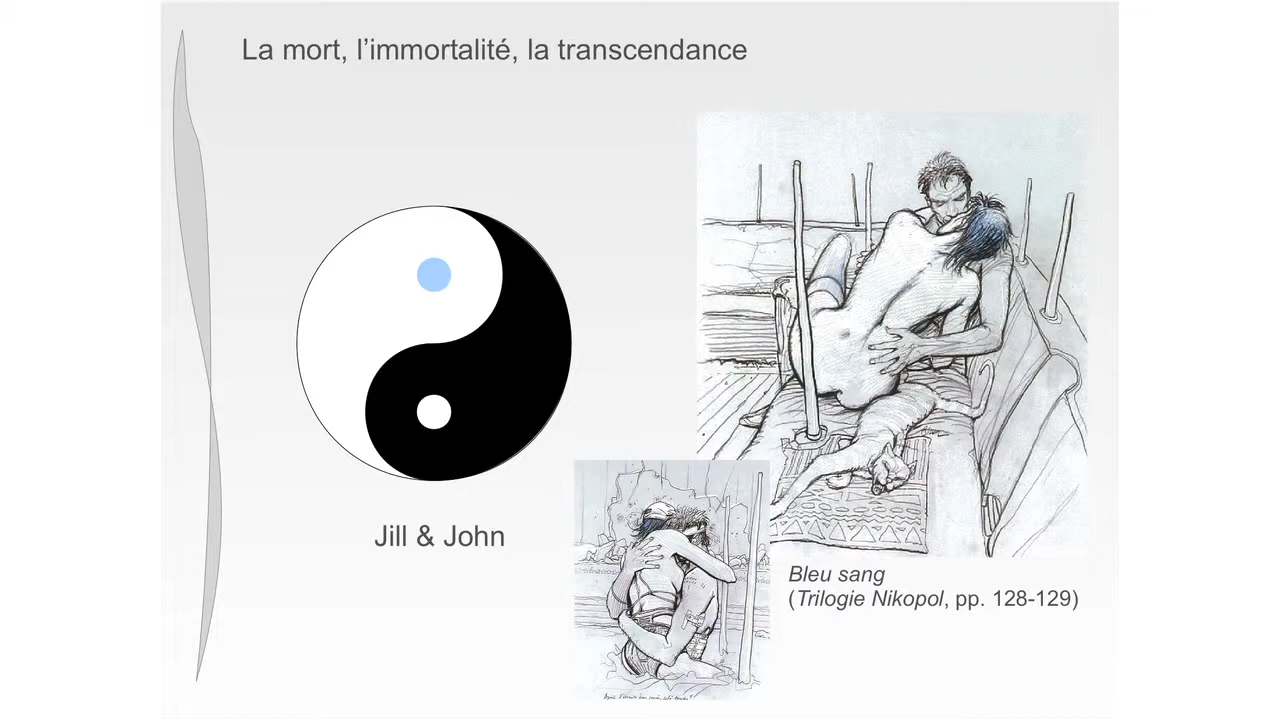 La mort, l’immortalité, la transcendance
Jill & John
Bleu sang
(Trilogie Nikopol, pp. 128-129)